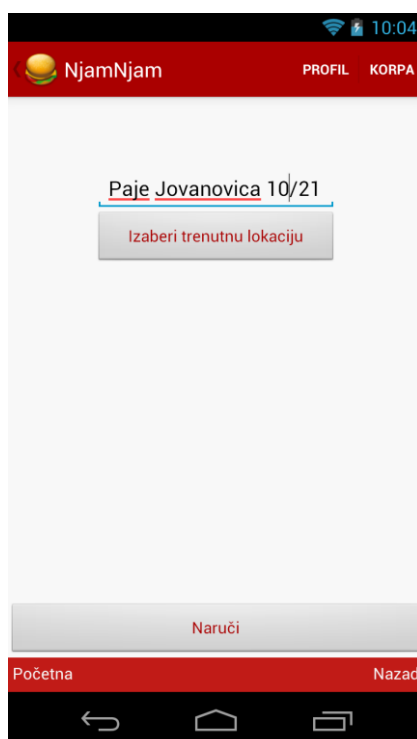 10:04
NjamNjam PROFIL KORPA
Paje Jovanovica 10/21
Izaberi trenutnu lokaciju
Naruči
Početna Nazad